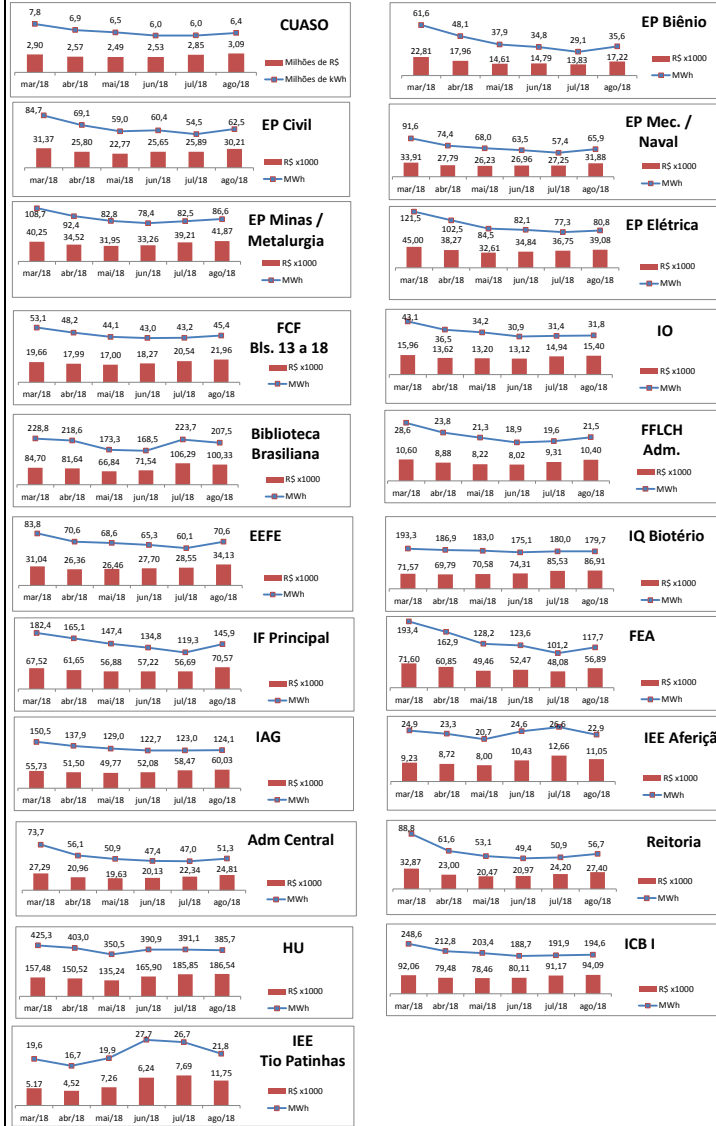 CUASO
7,8 6,9 6,5 6,0 6,0 6,4
2,90 2,57 2,49 2,53 2,85 3,09
Milhões de R$
Milhões de kWh
mar/18 abr/18 mai/18 jun/18 jul/18 ago/18
EP Biênio
61,6 48,1 37,9 34,8 29,1 35,6
22,81 17,96 14,61 14,79 13,83 17,22
R$ x1000
MWh
mar/18 abr/18 mai/18 jun/18 jul/18 ago/18
EP Civil
84,7 69,1 59,0 60,4 54,5 62,5
31,37 25,80 22,77 25,65 25,89 30,21
R$ x1000
MWh
mar/18 abr/18 mai/18 jun/18 jul/18 ago/18
EP Mec. /
Naval
91,6 74,4 68,0 63,5 57,4 65,9
33,91 27,79 26,23 26,96 27,25 31,88
R$ x1000
MWh
mar/18 abr/18 mai/18 jun/18 jul/18 ago/18
EP Minas /
Metalurgia
108,7 92,4 82,8 78,4 82,5 86,6
40,25 34,52 31,95 33,26 39,21 41,87
R$ x1000
MWh
mar/18 abr/18 mai/18 jun/18 jul/18 ago/18
EP Elétrica
121,5 102,5 84,5 82,1 77,3 80,8
45,00 38,27 32,61 34,84 36,75 39,08
R$ x1000
MWh
mar/18 abr/18 mai/18 jun/18 jul/18 ago/18
FCF
Bls. 13 a 18
53,1 48,2 44,1 43,0 43,2 45,4
19,66 17,99 17,00 18,27 20,54 21,96
R$ x1000
MWh
mar/18 abr/18 mai/18 jun/18 jul/18 ago/18
IO
43,1 36,5 34,2 30,9 31,4 31,8
15,96 13,62 13,20 13,12 14,94 15,40
R$ x1000
MWh
mar/18 abr/18 mai/18 jun/18 jul/18 ago/18
Biblioteca
Brasiliana
228,8 218,6 173,3 168,5 223,7 207,5
84,70 81,64 66,84 71,54 106,29 100,33
R$ x1000
MWh
mar/18 abr/18 mai/18 jun/18 jul/18 ago/18
FFLCH
Adm.
28,6 23,8 21,3 18,9 19,6 21,5
10,60 8,88 8,22 8,02 9,31 10,40
R$ x1000
MWh
mar/18 abr/18 mai/18 jun/18 jul/18 ago/18
EEFE
83,8 70,6 68,6 65,3 60,1 70,6
31,04 26,36 26,46 27,70 28,55 34,13
R$ x1000
MWh
mar/18 abr/18 mai/18 jun/18 jul/18 ago/18
IQ Biotério
193,3 186,9 183,0 175,1 180,0 179,7
71,57 69,79 70,58 74,31 85,53 86,91
R$ x1000
MWh
mar/18 abr/18 mai/18 jun/18 jul/18 ago/18
IF Principal
182,4 165,1 147,4 134,8 119,3 145,9
67,52 61,65 56,88 57,22 56,69 70,57
R$ x1000
MWh
mar/18 abr/18 mai/18 jun/18 jul/18 ago/18
FEA
193,4 162,9 128,2 123,6 101,2 117,7
71,60 60,85 49,46 52,47 48,08 56,89
R$ x1000
MWh
mar/18 abr/18 mai/18 jun/18 jul/18 ago/18
IAG
150,5 137,9 129,0 122,7 123,0 124,1
55,73 51,50 49,77 52,08 58,47 60,03
R$ x1000
MWh
mar/18 abr/18 mai/18 jun/18 jul/18 ago/18
IEE Aferiçã
24,9 23,3 20,7 24,6 26,6 22,9
9,23 8,72 8,00 10,43 12,66 11,05
R$ x1000
MWh
mar/18 abr/18 mai/18 jun/18 jul/18 ago/18
Adm Central
73,7 56,1 50,9 47,4 47,0 51,3
27,29 20,96 19,63 20,13 22,34 24,81
R$ x1000
MWh
mar/18 abr/18 mai/18 jun/18 jul/18 ago/18
Reitoria
88,8 61,6 53,1 49,4 50,9 56,7
32,87 23,00 20,47 20,97 24,20 27,40
R$ x1000
MWh
mar/18 abr/18 mai/18 jun/18 jul/18 ago/18
HU
425,3 403,0 350,5 390,9 391,1 385,7
157,48 150,52 135,24 165,90 185,85 186,54
R$ x1000
MWh
mar/18 abr/18 mai/18 jun/18 jul/18 ago/18
ICB I
248,6 212,8 203,4 188,7 191,9 194,6
92,06 79,48 78,46 80,11 91,17 94,09
R$ x1000
MWh
mar/18 abr/18 mai/18 jun/18 jul/18 ago/18
IEE
Tio Patinhas
19,6 16,7 19,9 27,7 26,7 21,8
5.17 4,52 7,26 6,24 7,69 11,75
R$ x1000
MWh
mar/18 abr/18 mai/18 jun/18 jul/18 ago/18